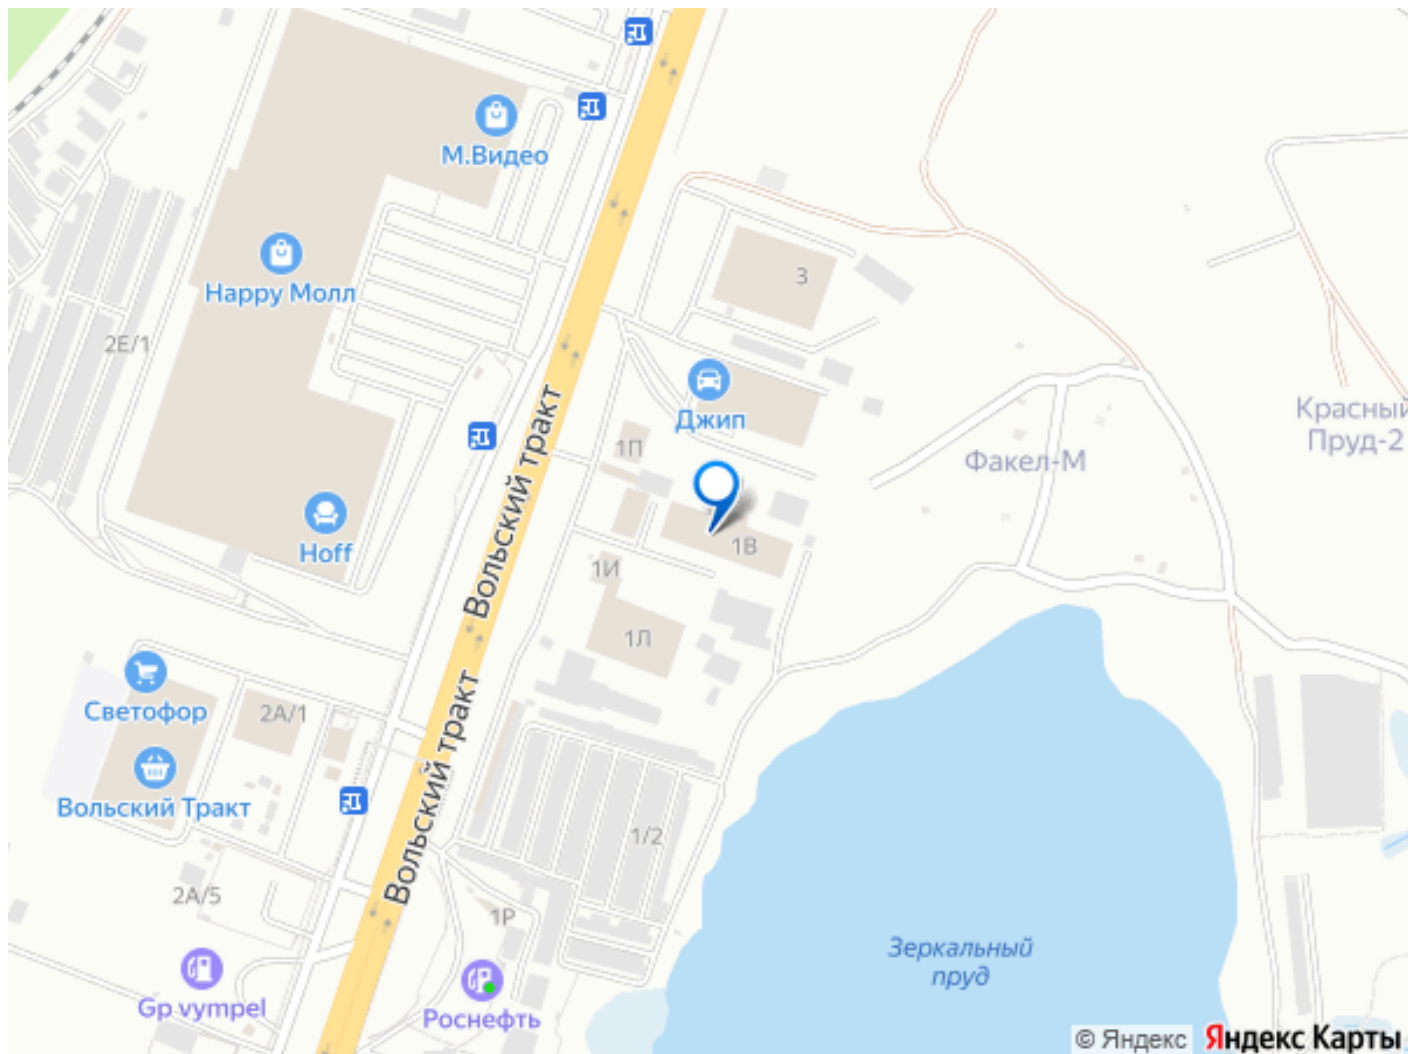 М.Видео
Happy Молл
3
2Е/1
Джип
Вольский тракт
1П
Красный
Пруд-2
Факел-М
Hoff
1В
1И
1Л
Светофор
2А/1
Вольский тракт
Вольский Тракт
1/2
2А/5
1Р
Зеркальный
пруд
Gp vympel
Роснефть
© Яндекс Яндекс Карты